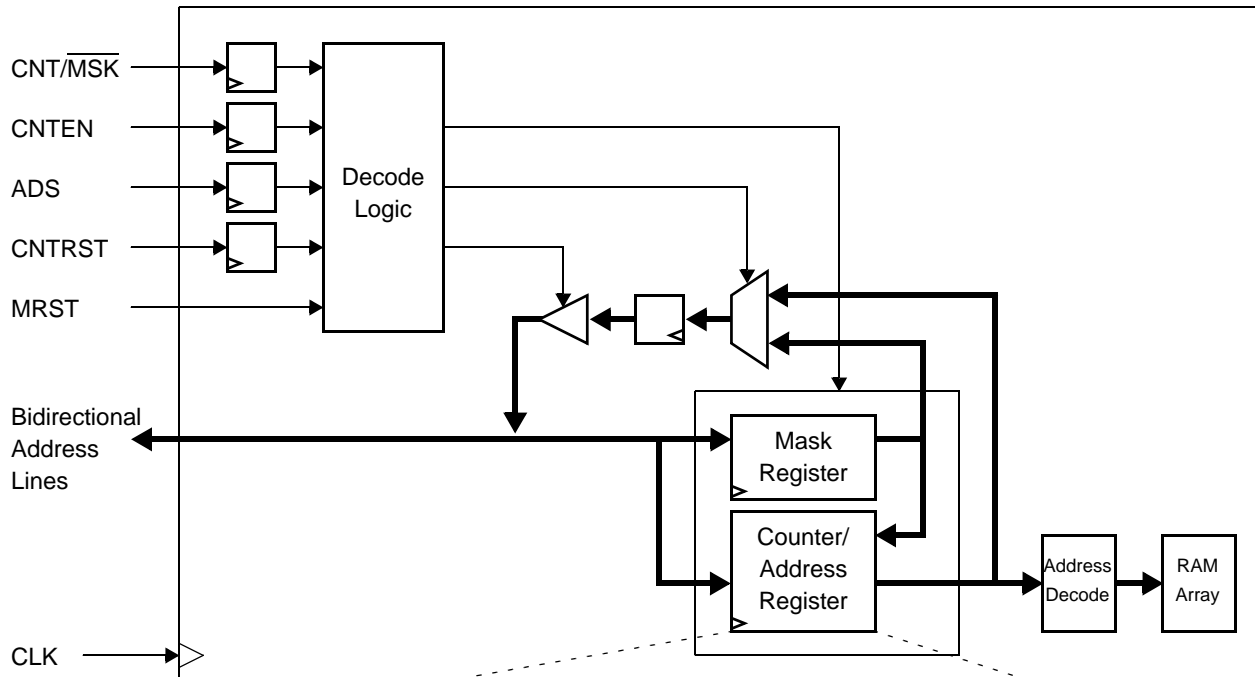 CNT/M̅S̅K̅
CNTEN
ADS
CNTRST
MRST
Decode
Logic
Bidirectional
Address
Lines
Mask
Register
Counter/
Address
Register
Address
Decode
RAM
Array
CLK